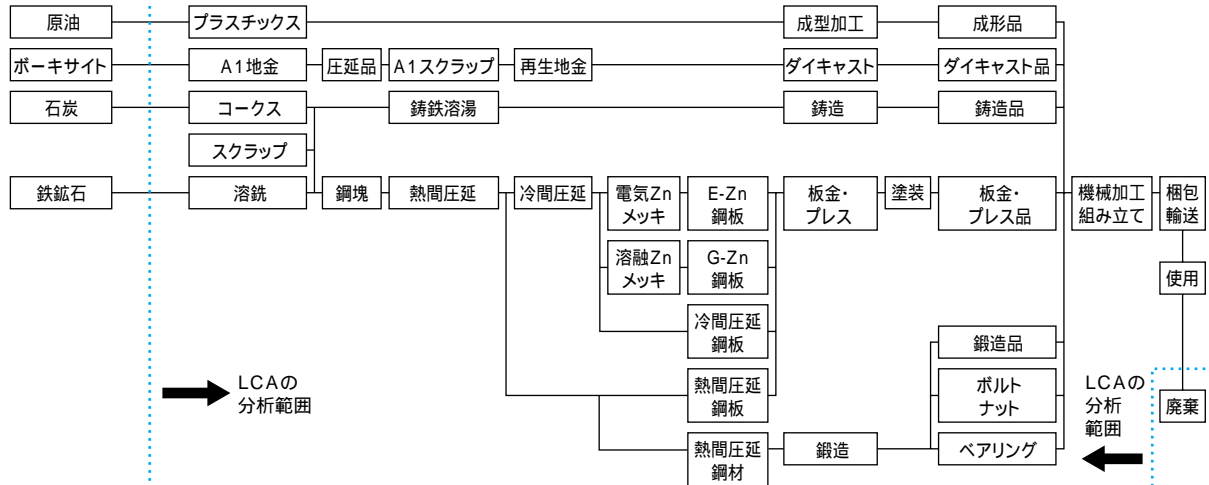 原油
プラスチックス
成型加工
成形品
ボーキサイト
A1地金
圧延品
A1スクラップ
再生地金
ダイキャスト
ダイキャスト品
石炭
コークス
鋳鉄溶湯
鋳造
鋳造品
スクラップ
鉄鉱石
溶銑
鋼塊
熱間圧延
冷間圧延
電気Zn
メッキ
E-Zn
鋼板
板金・
プレス
塗装
板金・
プレス品
機械加工
組み立て
梱包
輸送
溶融Zn
メッキ
G-Zn
鋼板
使用
冷間圧延
鋼板
鍛造品
LCAの
分析範囲
熱間圧延
鋼板
ボルト
ナット
LCAの
分析
範囲
廃棄
熱間圧延
鋼材
鍛造
ベアリング